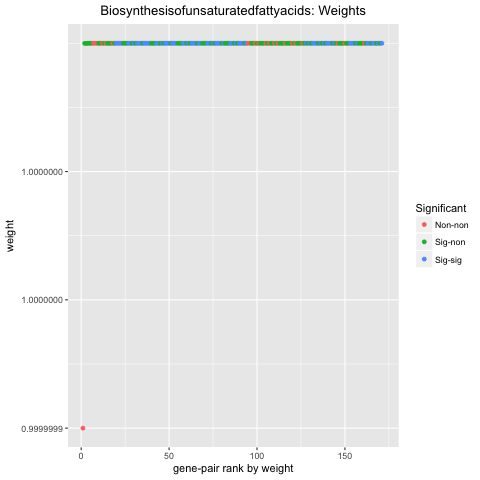 Biosynthesisofunsaturatedfattyacids: Weights
weight
1.0000000
1.0000000
0.9999999
0
50
100
150
gene-pair rank by weight
Significant
Non-non
Sig-non
Sig-sig